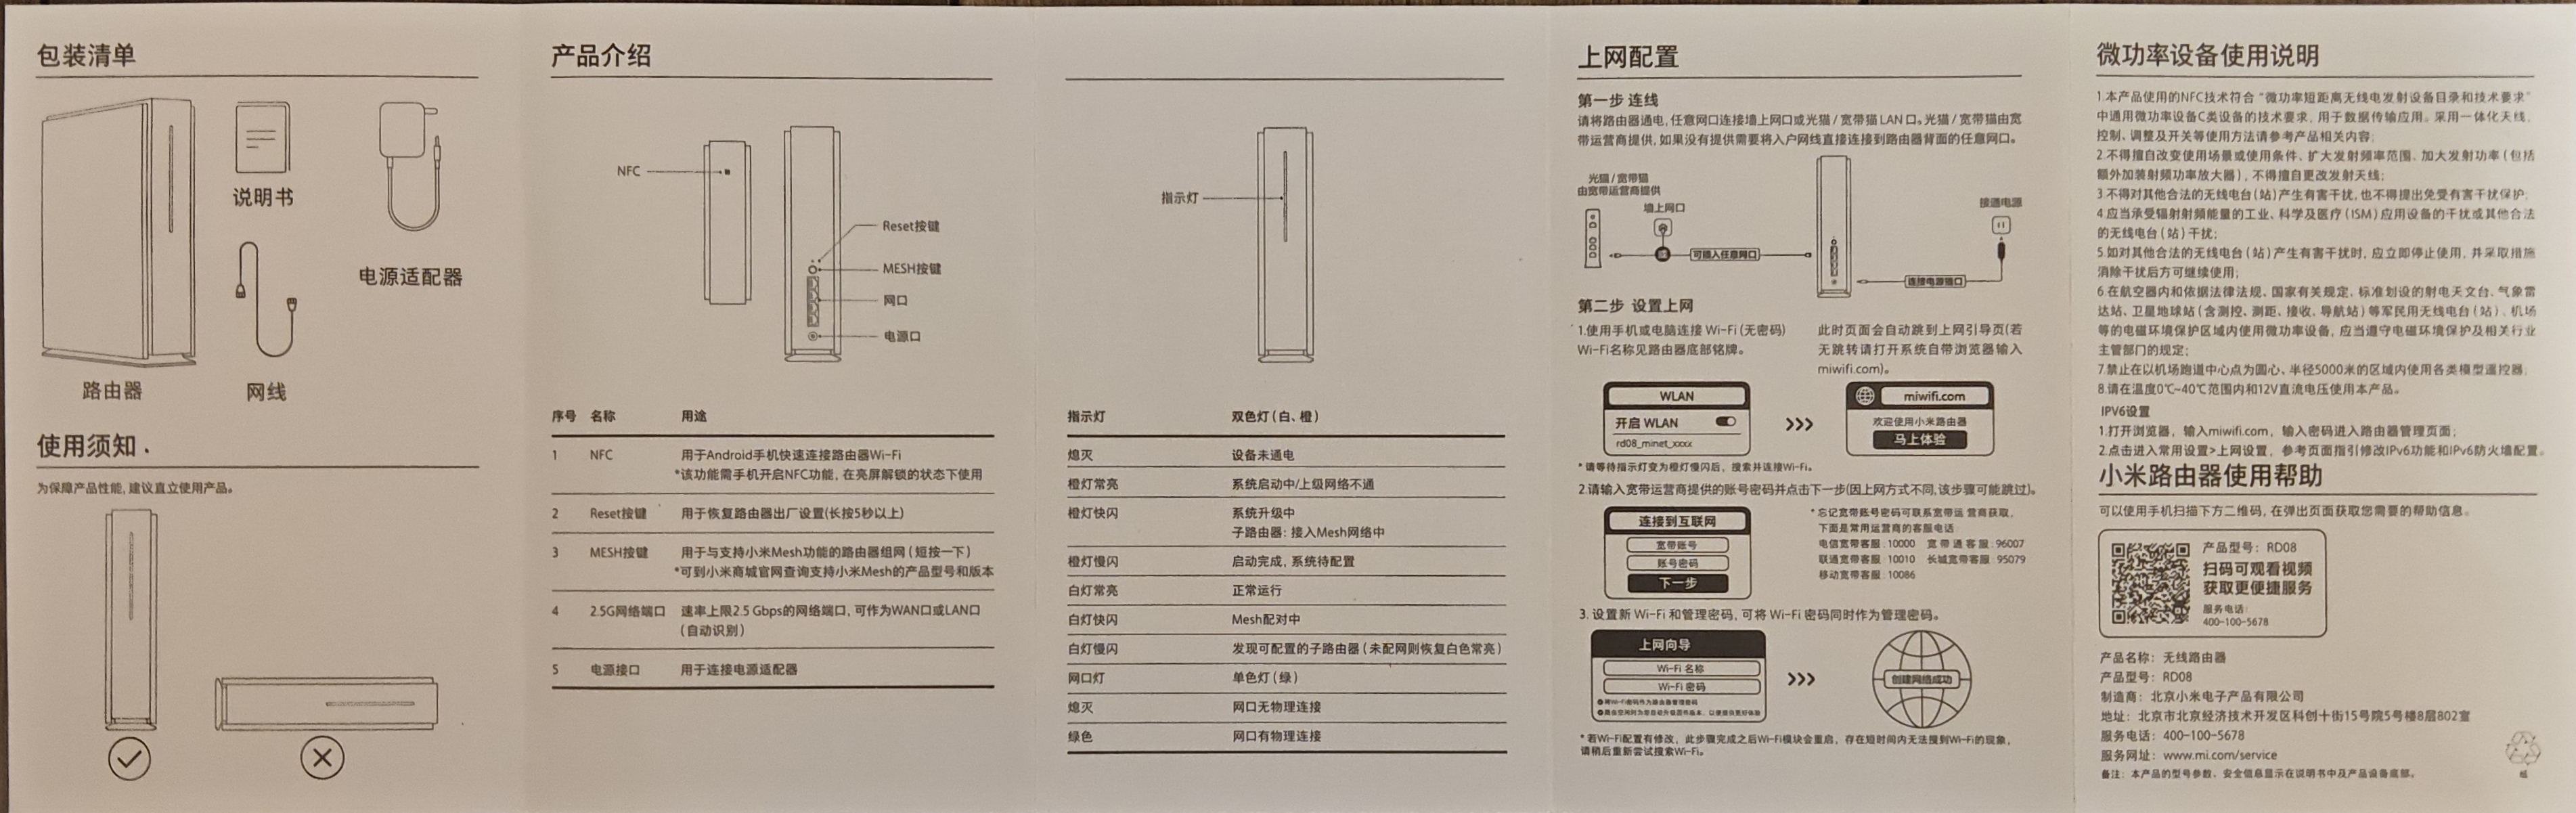 包装清单
说明书
电源适配器
路由器
网线
使用须知
为保障产品性能,建议直立使用产品。
产品介绍
NFC
Reset按键
MESH按键
网口
电源口
序号 名称 用途
1 NFC 用于Android手机快速连接路由器Wi-Fi
*该功能需手机开启NFC功能, 在亮屏解锁的状态下使用
2 Reset按键 用于恢复路由器出厂设置(长按5秒以上)
3 MESH按键 用于与支持小米Mesh功能的路由器组网(短按一下)
*可到小米商城官网查询支持小米Mesh的产品型号和版本
4 2.5G网络端口 速率上限2.5 Gbps的网络端口, 可作为WAN口或LAN口
(自动识别)
5 电源接口 用于连接电源适配器
指示灯
指示灯 双色灯(白、橙)
熄灭 设备未通电
橙灯常亮 系统启动中/上级网络不通
橙灯快闪 系统升级中
子路由器: 接入Mesh网络中
橙灯慢闪 启动完成, 系统待配置
白灯常亮 正常运行
白灯快闪 Mesh配对中
白灯慢闪 发现可配置的子路由器(未配网则恢复白色常亮)
网口灯 单色灯(绿)
熄灭 网口无物理连接
绿色 网口有物理连接
上网配置
第一步 连线
请将路由器通电, 任意网口连接墙上网口或光猫/宽带猫LAN口。光猫/宽带猫由宽
带运营商提供, 如果没有提供需要将入户网线直接连接到路由器背面的任意网口。
光猫/宽带猫
由宽带运营商提供
墙上网口
接通电源
可插入任意网口
连接电源插口
第二步 设置上网
1.使用手机或电脑连接 Wi-Fi (无密码)
Wi-Fi名称见路由器底部铭牌。
此时页面会自动跳到上网引导页(若
无跳转请打开系统自带浏览器输入
miwifi.com)。
WLAN
开启 WLAN
rd08_minet_xxxx
>>>
miwifi.com
欢迎使用小米路由器
马上体验
*请等待指示灯变为橙灯慢闪后, 搜索并连接Wi-Fi。
2.请输入宽带运营商提供的账号密码并点击下一步(因上网方式不同,该步骤可能跳过)。
连接到互联网
宽带账号
账号密码
下一步
*忘记宽带账号密码可联系宽带运 营商获取,
下面是常用运营商的客服电话
电信宽带客服:10000 宽带通客服:96007
联通宽带客服:10010 长城宽带客服:95079
移动宽带客服:10086
3. 设置新 Wi-Fi 和管理密码, 可将 Wi-Fi 密码同时作为管理密码。
上网向导
Wi-Fi 名称
Wi-Fi 密码
将Wi-Fi密码作为路由器管理密码
>>>
创建网络成功
*若Wi-Fi配置有修改, 此步骤完成之后Wi-Fi模块会重启, 存在短时间内无法搜到Wi-Fi的现象,
请稍后重新尝试搜索Wi-Fi。
微功率设备使用说明
1.本产品使用的NFC技术符合“微功率短距离无线电发射设备目录和技术要求”
中通用微功率设备C类设备的技术要求, 用于数据传输应用。采用一体化天线,
控制、调整及开关等使用方法请参考产品相关内容;
2.不得擅自改变使用场景或使用条件、扩大发射频率范围、加大发射功率(包括
额外加装射频功率放大器), 不得擅自更改发射天线;
3.不得对其他合法的无线电台(站)产生有害干扰, 也不得提出免受有害干扰保护;
4.应当承受辐射射频能量的工业、科学及医疗(ISM)应用设备的干扰或其他合法
的无线电台(站)干扰;
5.如对其他合法的无线电台(站)产生有害干扰时, 应立即停止使用, 并采取措施
消除干扰后方可继续使用;
6.在航空器内和依据法律法规、国家有关规定、标准划设的射电天文台、气象雷
达站、卫星地球站(含测控、测距、接收、导航站)等军民用无线电台(站)、机场
等的电磁环境保护区域内使用微功率设备, 应当遵守电磁环境保护及相关行业
主管部门的规定;
7.禁止在以机场跑道中心点为圆心、半径5000米的区域内使用各类模型遥控器;
8.请在温度0℃~40℃范围内和12V直流电压使用本产品。
IPV6设置
1.打开浏览器, 输入miwifi.com, 输入密码进入路由器管理页面;
2.点击进入常用设置>上网设置, 参考页面指引修改IPv6功能和IPv6防火墙配置。
小米路由器使用帮助
可以使用手机扫描下方二维码, 在弹出页面获取您需要的帮助信息。
产品型号: RD08
扫码可观看视频
获取更便捷服务
服务电话:
400-100-5678
产品名称: 无线路由器
产品型号: RD08
制造商: 北京小米电子产品有限公司
地址: 北京市北京经济技术开发区科创十街15号院5号楼8层802室
服务电话: 400-100-5678
服务网址: www.mi.com/service
备注: 本产品的型号参数、安全信息显示在说明书中及产品设备底部。
纸